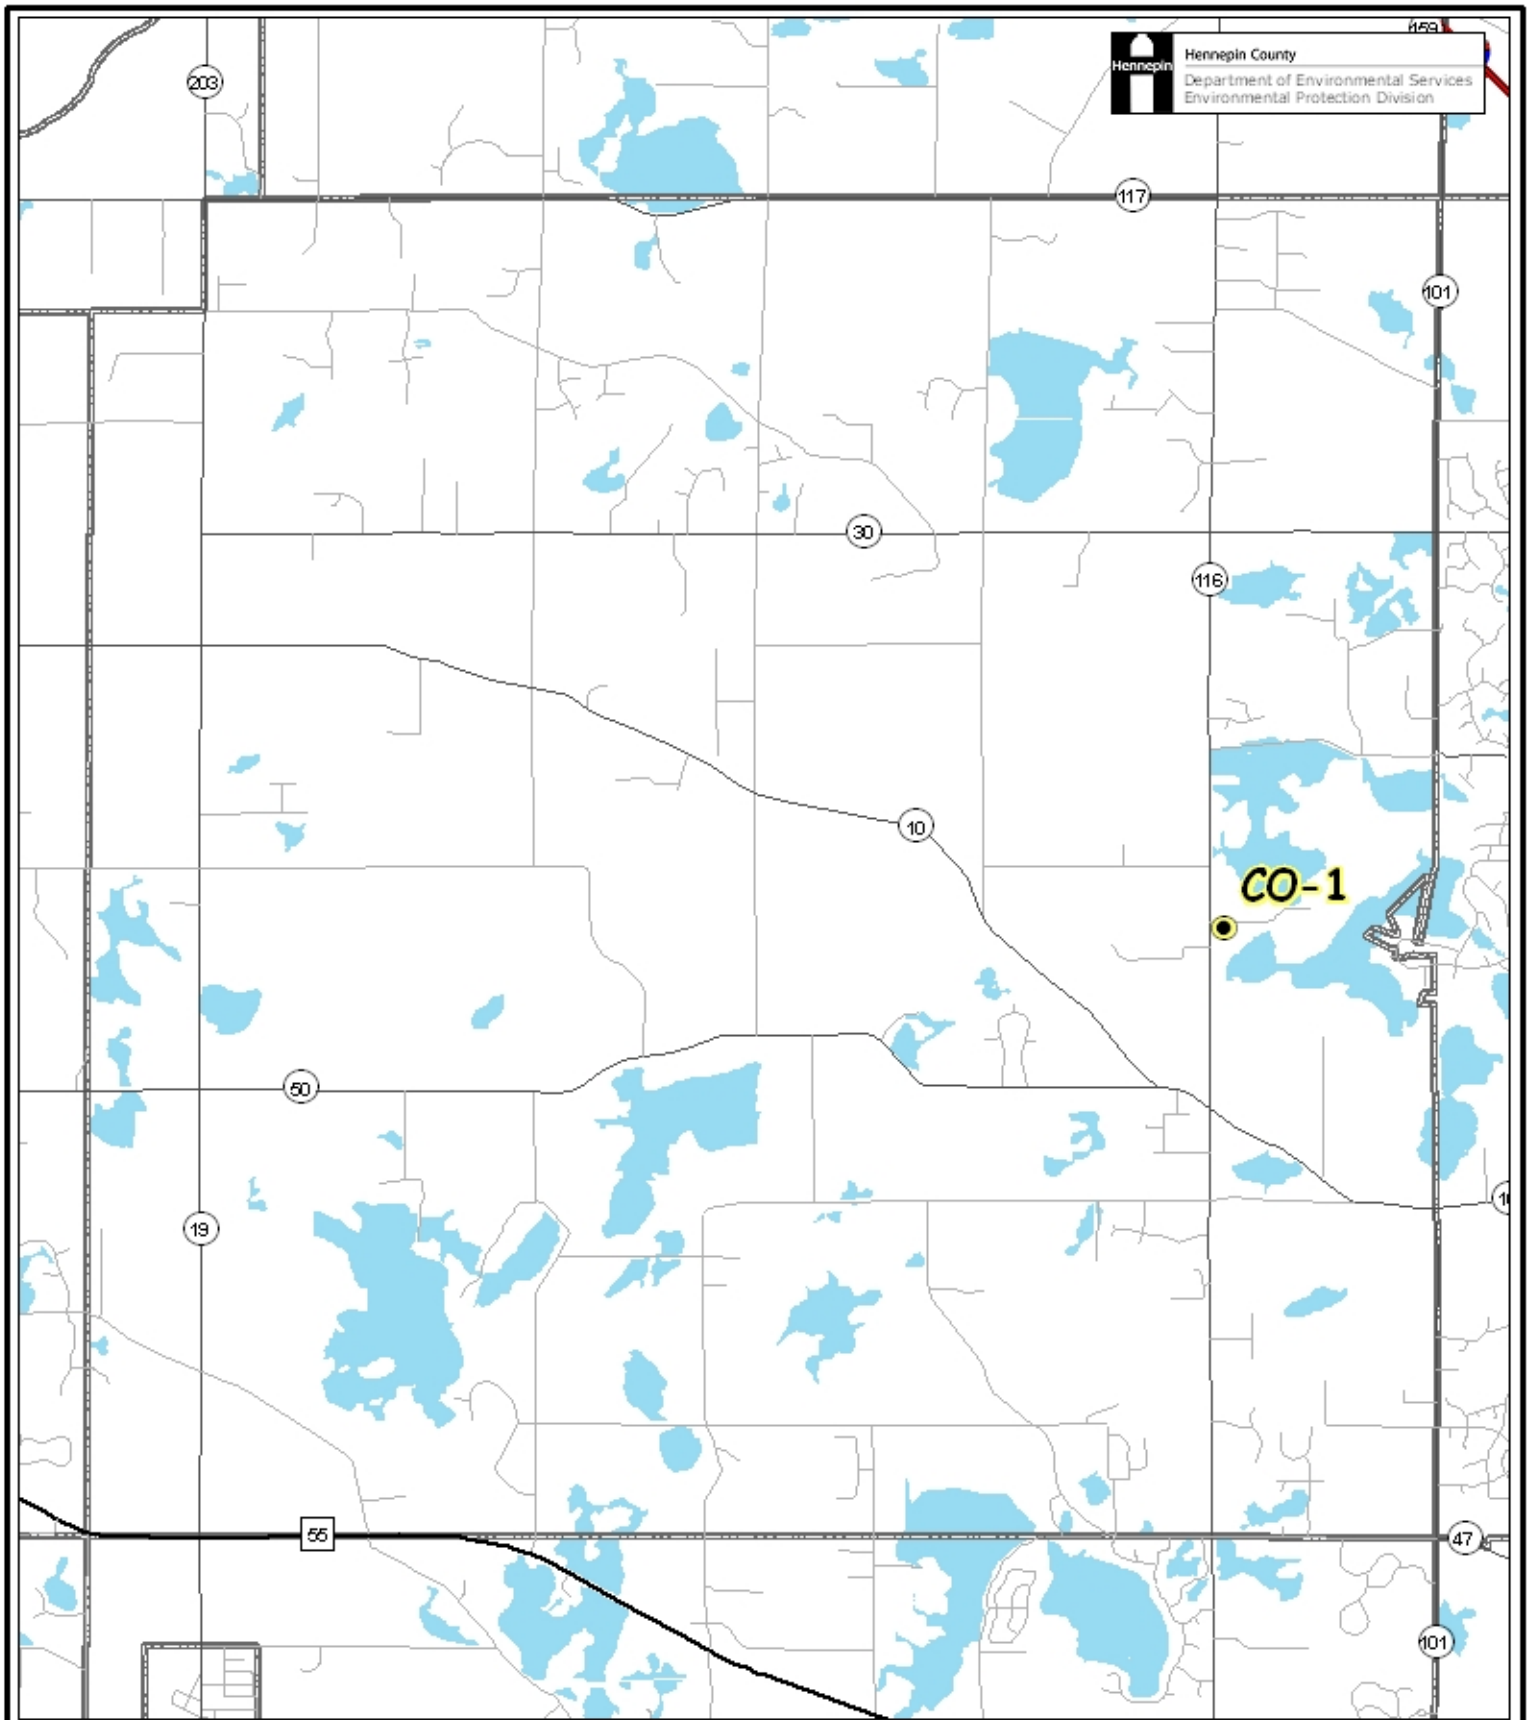 159
Hennepin
Hennepin County
Department of Environmental Services
Environmental Protection Division
203
117
101
30
116
10
CO-1
50
19
55
47
101